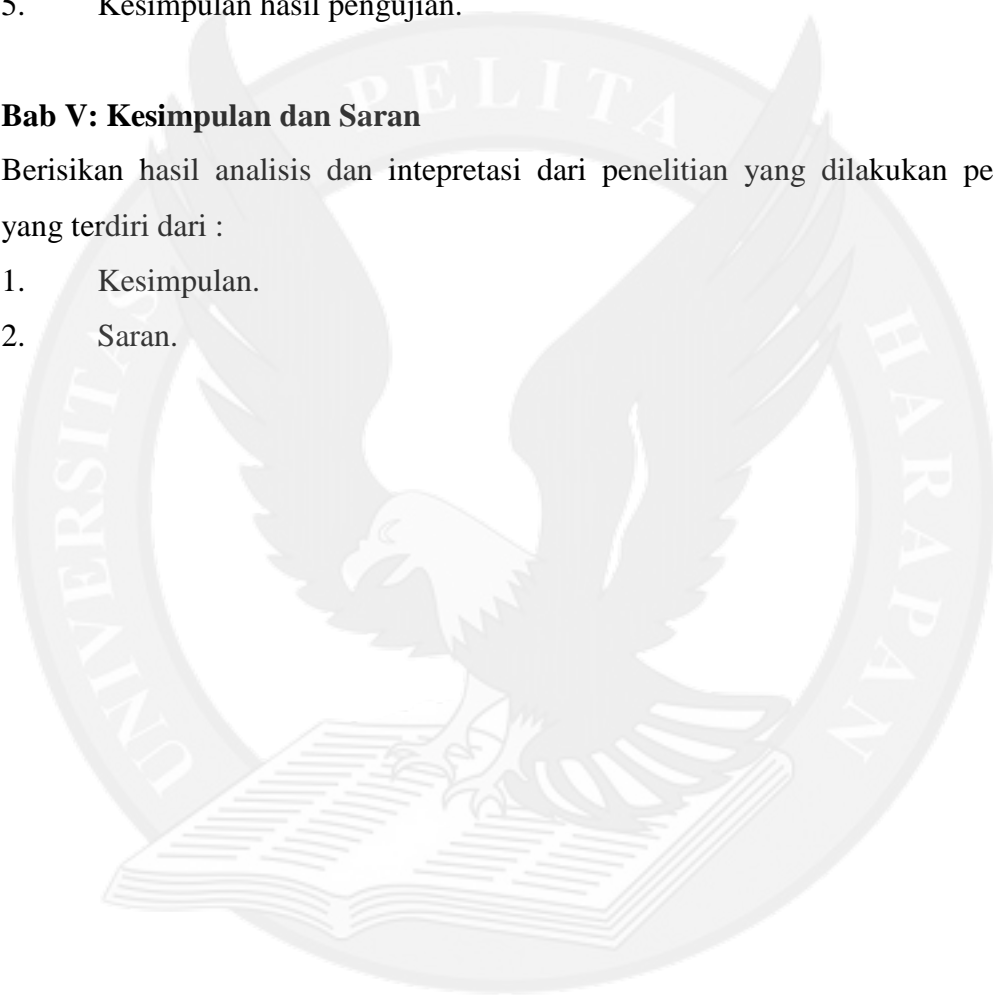 5. Kesimpulan hasil pengujian.
Bab V: Kesimpulan dan Saran
Berisikan hasil analisis dan intepretasi dari penelitian yang dilakukan pe
yang terdiri dari :
1. Kesimpulan.
2. Saran.
UNIVERSITAS PELITA HARAPAN